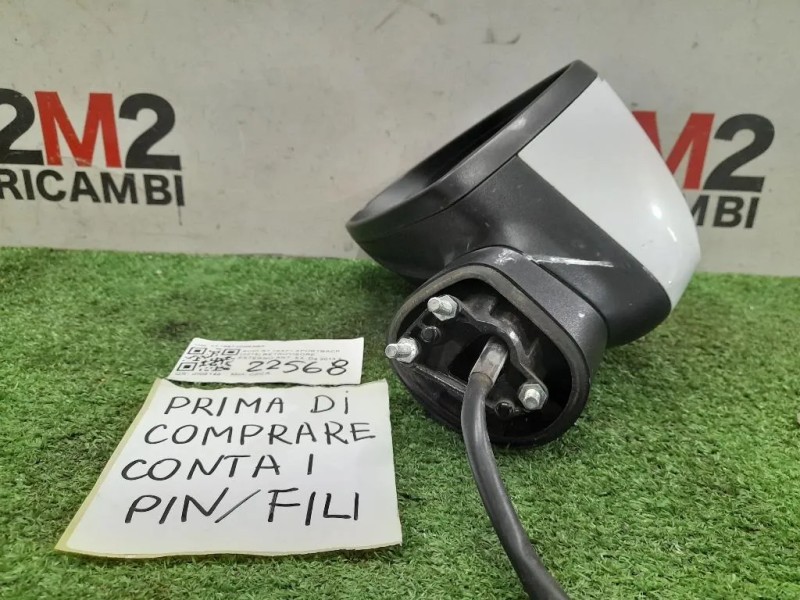 2M2
RICAMBI
M2
MBI
22568
PRIMA Di
COMPRARE
CONTA I
PIN/FILI